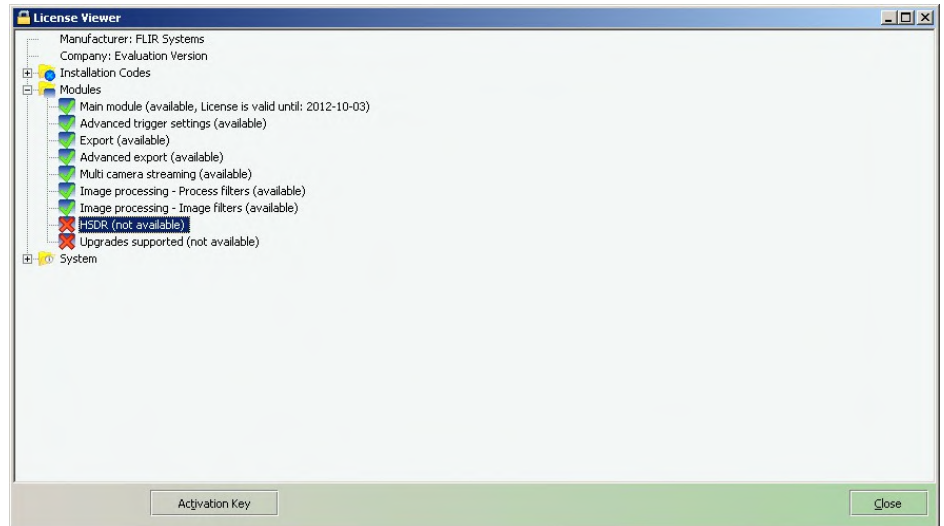 License Viewer
Manufacturer: FLIR Systems
Company: Evaluation Version
Installation Codes
Modules
Main module (available, License is valid until: 2012-10-03)
Advanced trigger settings (available)
Export (available)
Advanced export (available)
Multi camera streaming (available)
Image processing - Process filters (available)
Image processing - Image filters (available)
HSDR (not available)
Upgrades supported (not available)
System
Activation Key
Close